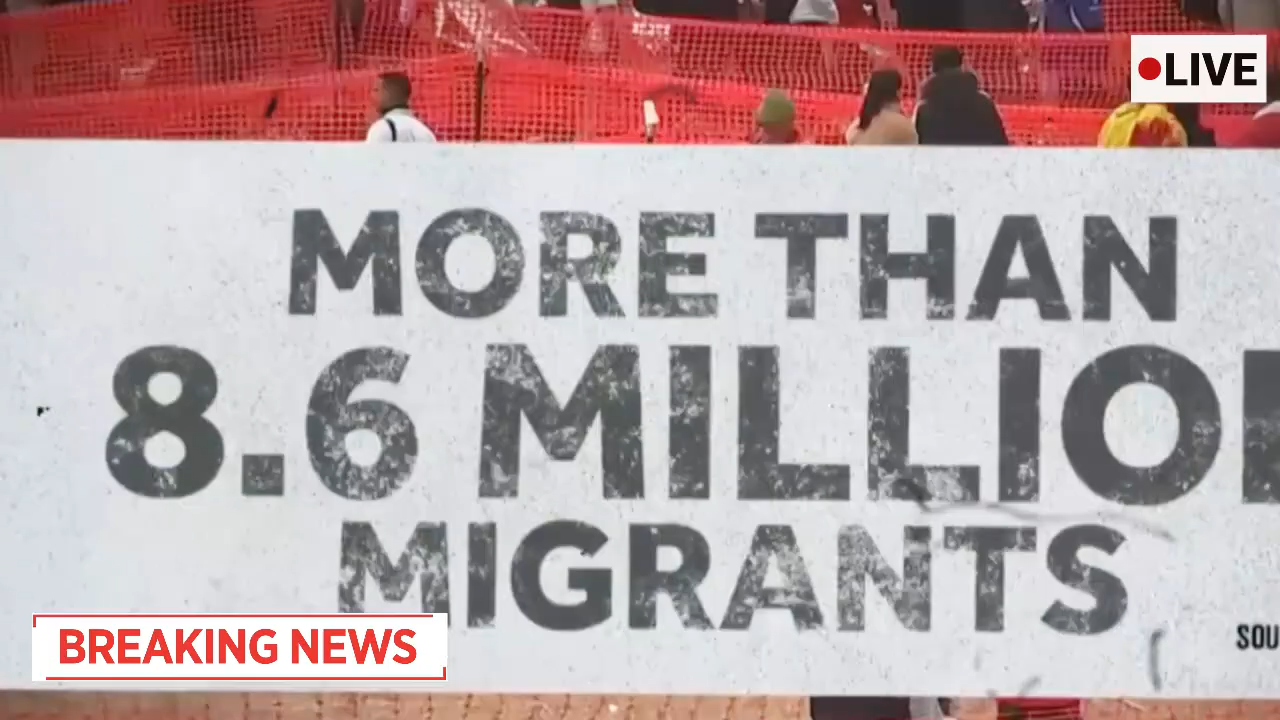 LIVE
MORE THAN
8.6 MILLIO
MIGRANTS
SOU
BREAKING NEWS